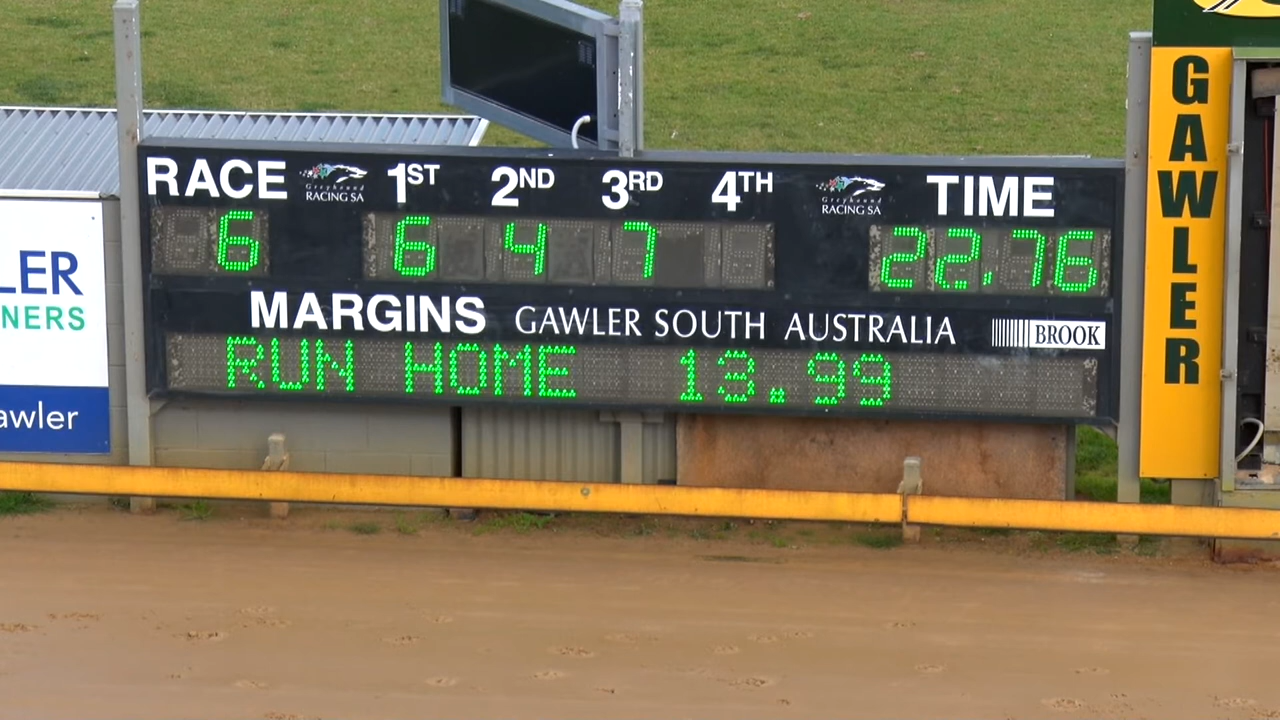 RACE Greyhound RACING SA 1ST 2ND 3RD 4TH Greyhound RACING SA TIME
6 6 4 7 22.76
MARGINS GAWLER SOUTH AUSTRALIA BROOK
RUN HOME 13.99
LER
NERS
awler
GAWLER